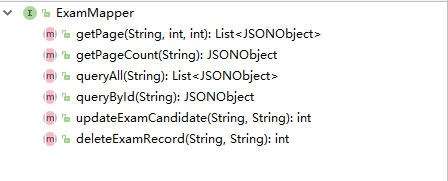 I ExamMapper
m getPage(String, int, int): List<JSONObject>
m getPageCount(String): JSONObject
m queryAll(String): List<JSONObject>
m queryById(String): JSONObject
m updateExamCandidate(String, String): int
m deleteExamRecord(String, String): int